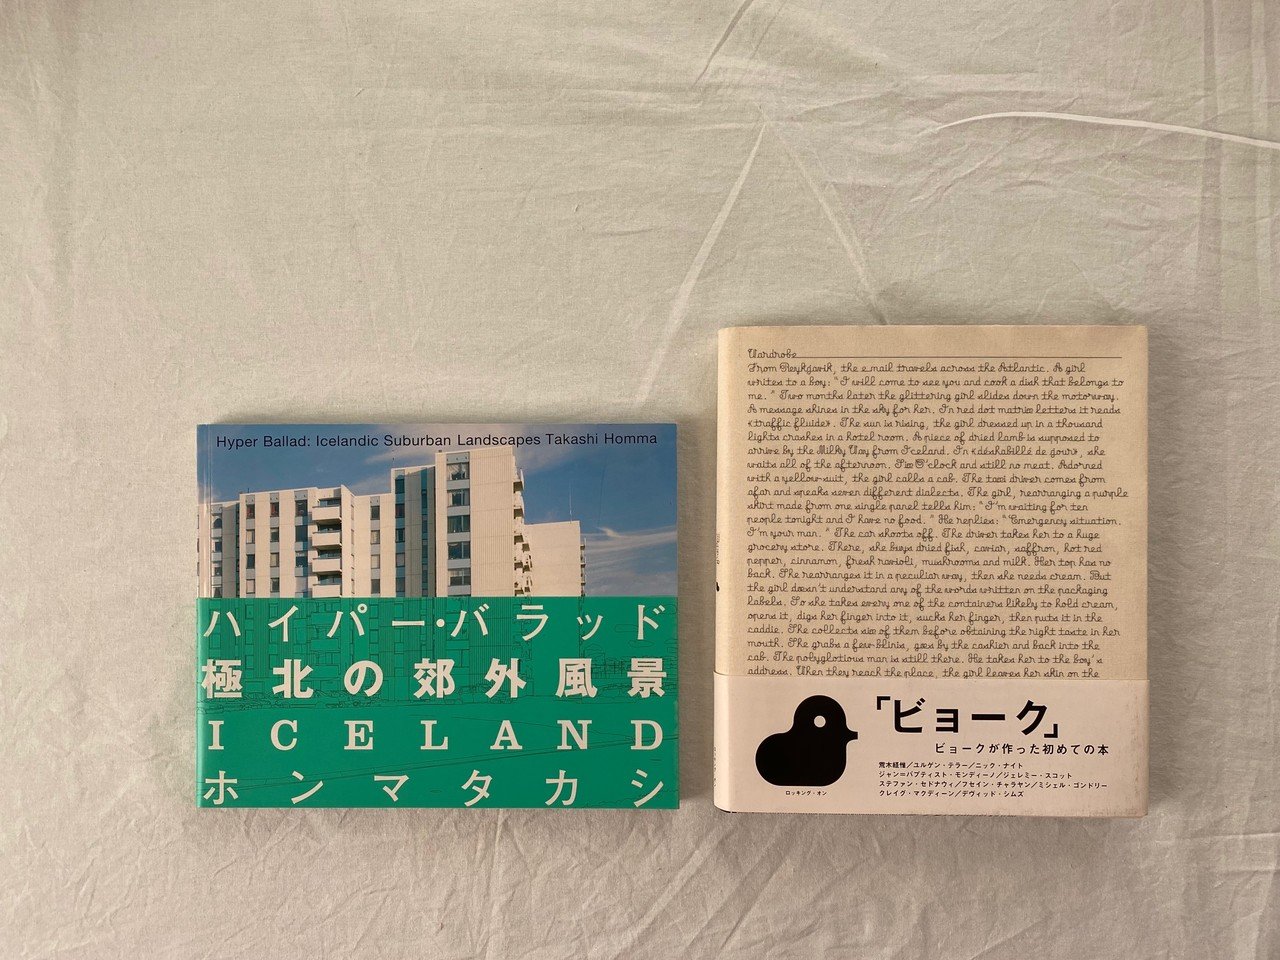 Hyper Ballad: Icelandic Suburban Landscapes Takashi Homma
ハイパー・バラッド
極北の郊外風景
ICELAND
ホンマタカシ
Wardrobe
From Reykjavik, the e_mail travels across the Atlantic. A girl
writes to a boy: "I will come to see you and cook a dish that belongs to
me." Two months later the glittering girl slides down the motorway.
A message shines in the sky for her. In red dot matrix letters it reads
«traffic fluide». The sun is rising, the girl dressed up in a thousand
lights crashes in a hotel room. A piece of dried lamb is supposed to
arrive by the Milky Way from Iceland. In «déshabillé de jour», she
waits all of the afternoon. Six O'clock and still no meat. Adorned
with a yellow-suit, the girl calls a cab. The taxi driver comes from
afar and speaks seven different dialects. The girl, rearranging a purple
shirt made from one single panel tells him: "I'm waiting for ten
people tonight and I have no food." He replies: "Emergency situation.
I'm your man." The car shoots off. The driver takes her to a huge
grocery store. There, she buys dried fish, caviar, saffron, hot red
pepper, cinnamon, fresh ravioli, mushrooms and milk. Her top has no
back. She rearranges it in a peculiar way, then she needs cream. But
the girl doesn't understand any of the words written on the packaging
labels. So she takes every one of the containers likely to hold cream,
opens it, digs her finger into it, sucks her finger, then puts it in the
caddie. She collects six of them before obtaining the right taste in her
mouth. She grabs a few blinis, goes by the cashier and back into the
cab. The polyglotious man is still there. He takes her to the boy's
address. When they reach the place, the girl leaves her skin on the
「ビョーク」
ビョークが作った初めての本
荒木経惟／ユルゲン・テラー／ニック・ナイト
ジャン＝バプティスト・モンディーノ／ジェレミー・スコット
ステファン・セドナウィ／フセイン・チャラヤン／ミシェル・ゴンドリー
クレイグ・マクディーン／デヴィッド・シムズ
ロッキング・オン